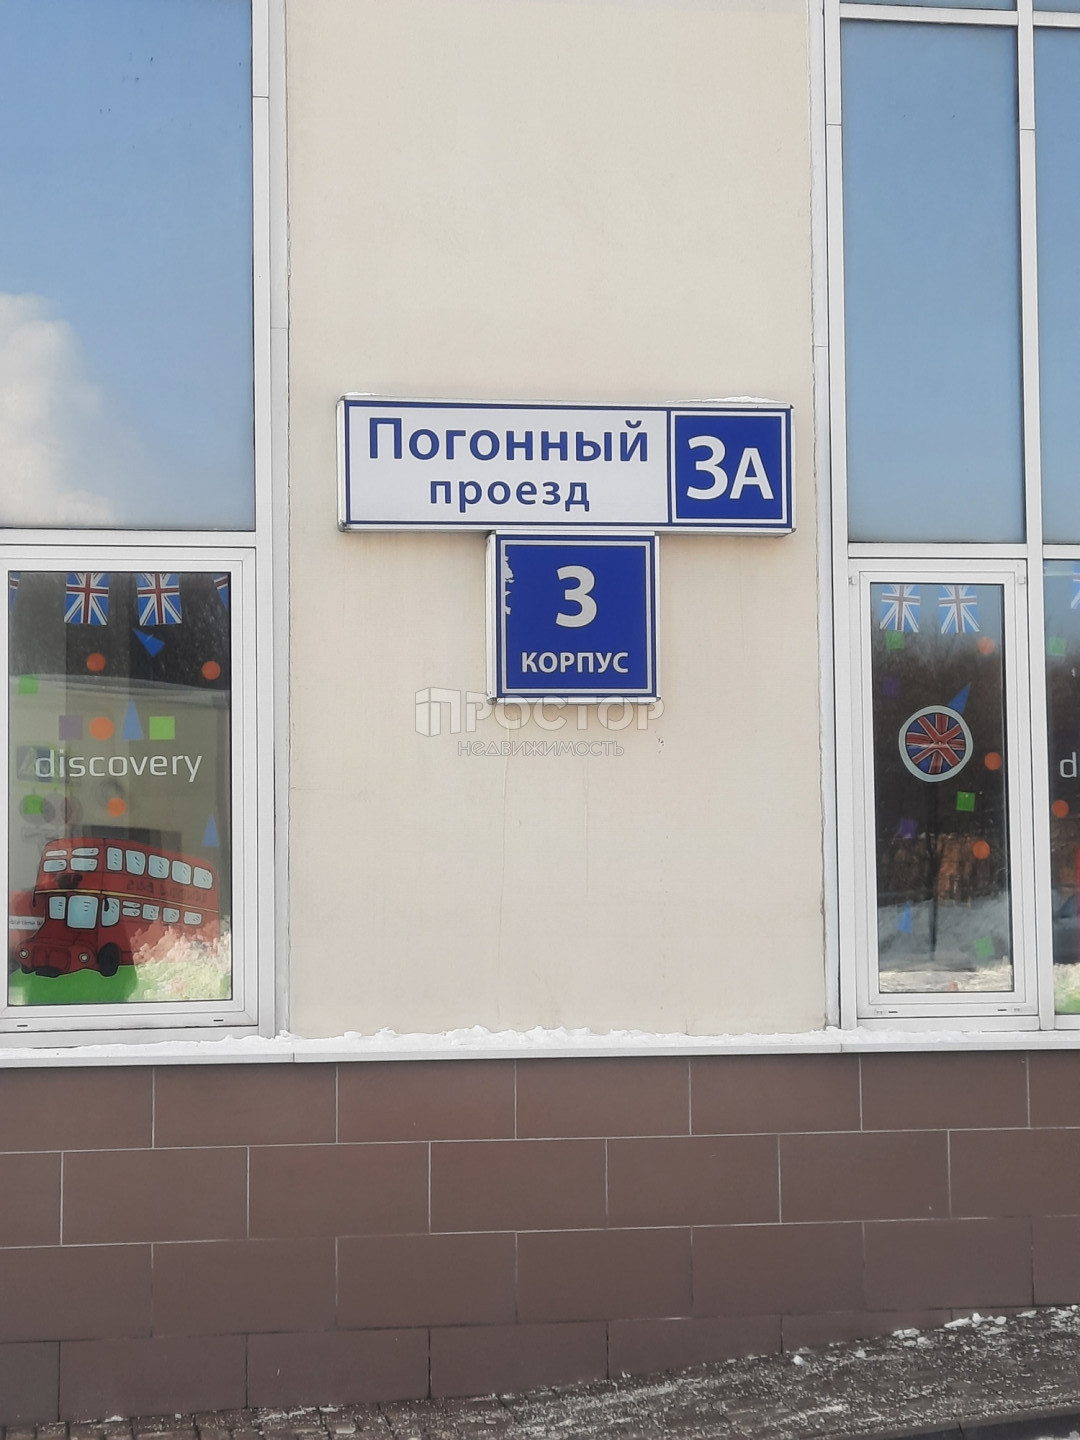 Погонный
проезд
3А
3
КОРПУС
ПРОСТОР
недвижимость
discovery
d